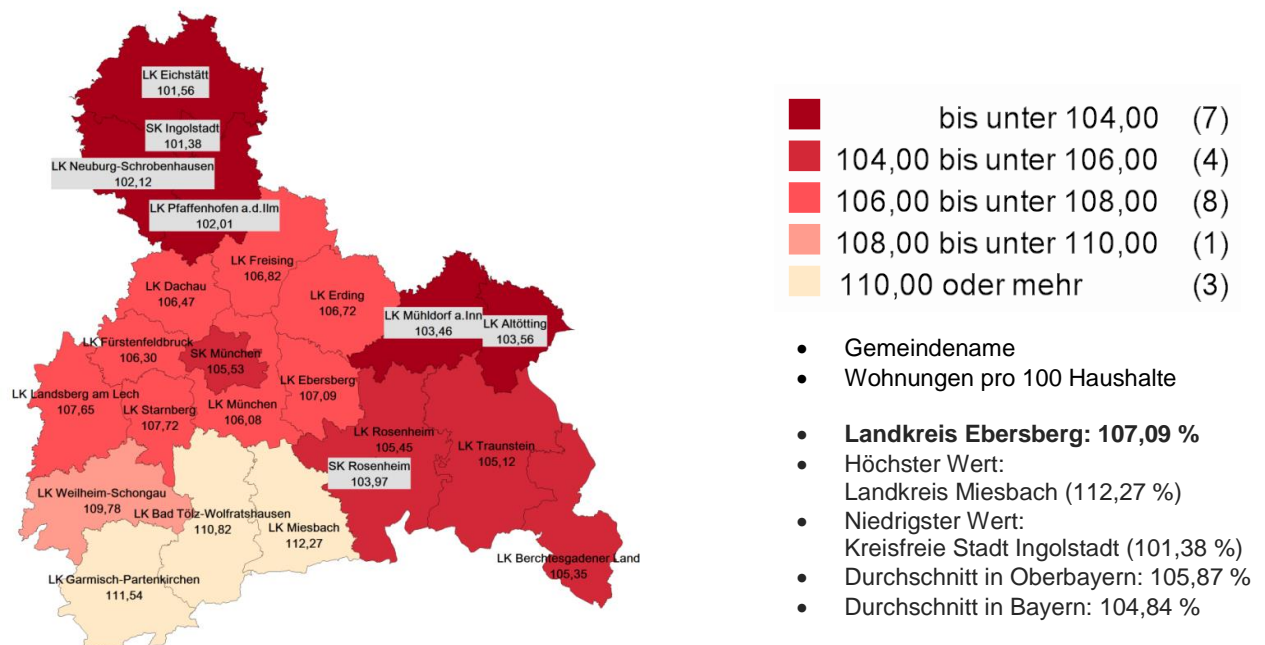 LK Eichstätt
101,56
SK Ingolstadt
101,38
LK Neuburg-Schrobenhausen
102,12
LK Pfaffenhofen a.d.Ilm
102,01
LK Freising
106,82
LK Dachau
106,47
LK Erding
106,72
LK Mühldorf a.Inn
103,46
LK Altötting
103,56
LK Fürstenfeldbruck
106,30
SK München
105,53
LK Ebersberg
107,09
LK Landsberg am Lech
107,65
LK Starnberg
107,72
LK München
106,08
LK Rosenheim
105,45
LK Traunstein
105,12
SK Rosenheim
103,97
LK Weilheim-Schongau
109,78
LK Bad Tölz-Wolfratshausen
110,82
LK Miesbach
112,27
LK Berchtesgadener Land
105,35
LK Garmisch-Partenkirchen
111,54
bis unter 104,00 (7)
104,00 bis unter 106,00 (4)
106,00 bis unter 108,00 (8)
108,00 bis unter 110,00 (1)
110,00 oder mehr (3)
• Gemeindename
• Wohnungen pro 100 Haushalte
• Landkreis Ebersberg: 107,09 %
• Höchster Wert:
Landkreis Miesbach (112,27 %)
• Niedrigster Wert:
Kreisfreie Stadt Ingolstadt (101,38 %)
• Durchschnitt in Oberbayern: 105,87 %
• Durchschnitt in Bayern: 104,84 %